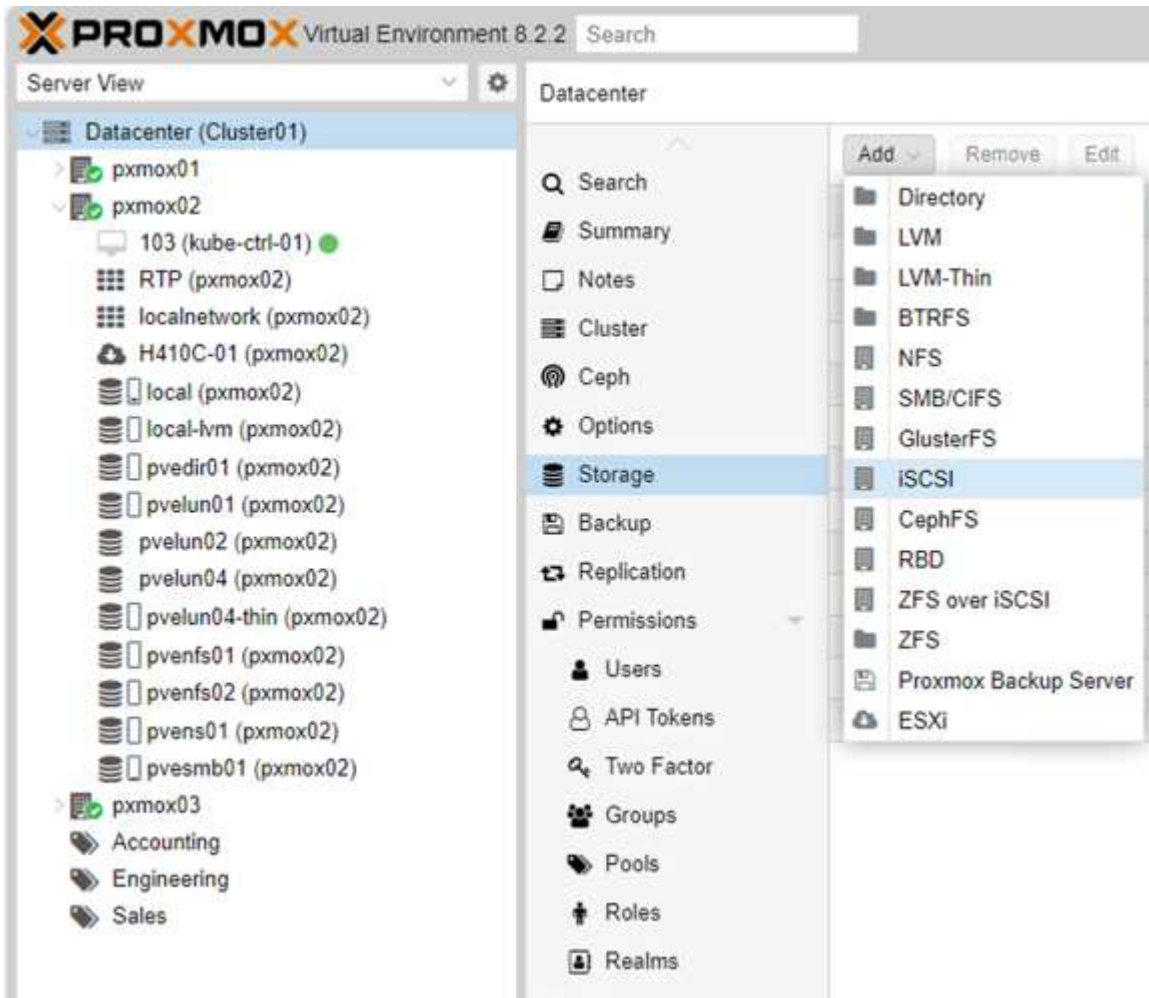 PROXMOX Virtual Environment 8.2.2 Search
Server View
Datacenter (Cluster01)
pxmox01
pxmox02
103 (kube-ctrl-01)
RTP (pxmox02)
localnetwork (pxmox02)
H410C-01 (pxmox02)
local (pxmox02)
local-lvm (pxmox02)
pvedir01 (pxmox02)
pvelun01 (pxmox02)
pvelun02 (pxmox02)
pvelun04 (pxmox02)
pvelun04-thin (pxmox02)
pvenfs01 (pxmox02)
pvenfs02 (pxmox02)
pvens01 (pxmox02)
pvesmb01 (pxmox02)
pxmox03
Accounting
Engineering
Sales
Datacenter
Search
Summary
Notes
Cluster
Ceph
Options
Storage
Backup
Replication
Permissions
Users
API Tokens
Two Factor
Groups
Pools
Roles
Realms
Add Remove Edit
Directory
LVM
LVM-Thin
BTRFS
NFS
SMB/CIFS
GlusterFS
iSCSI
CephFS
RBD
ZFS over iSCSI
ZFS
Proxmox Backup Server
ESXi